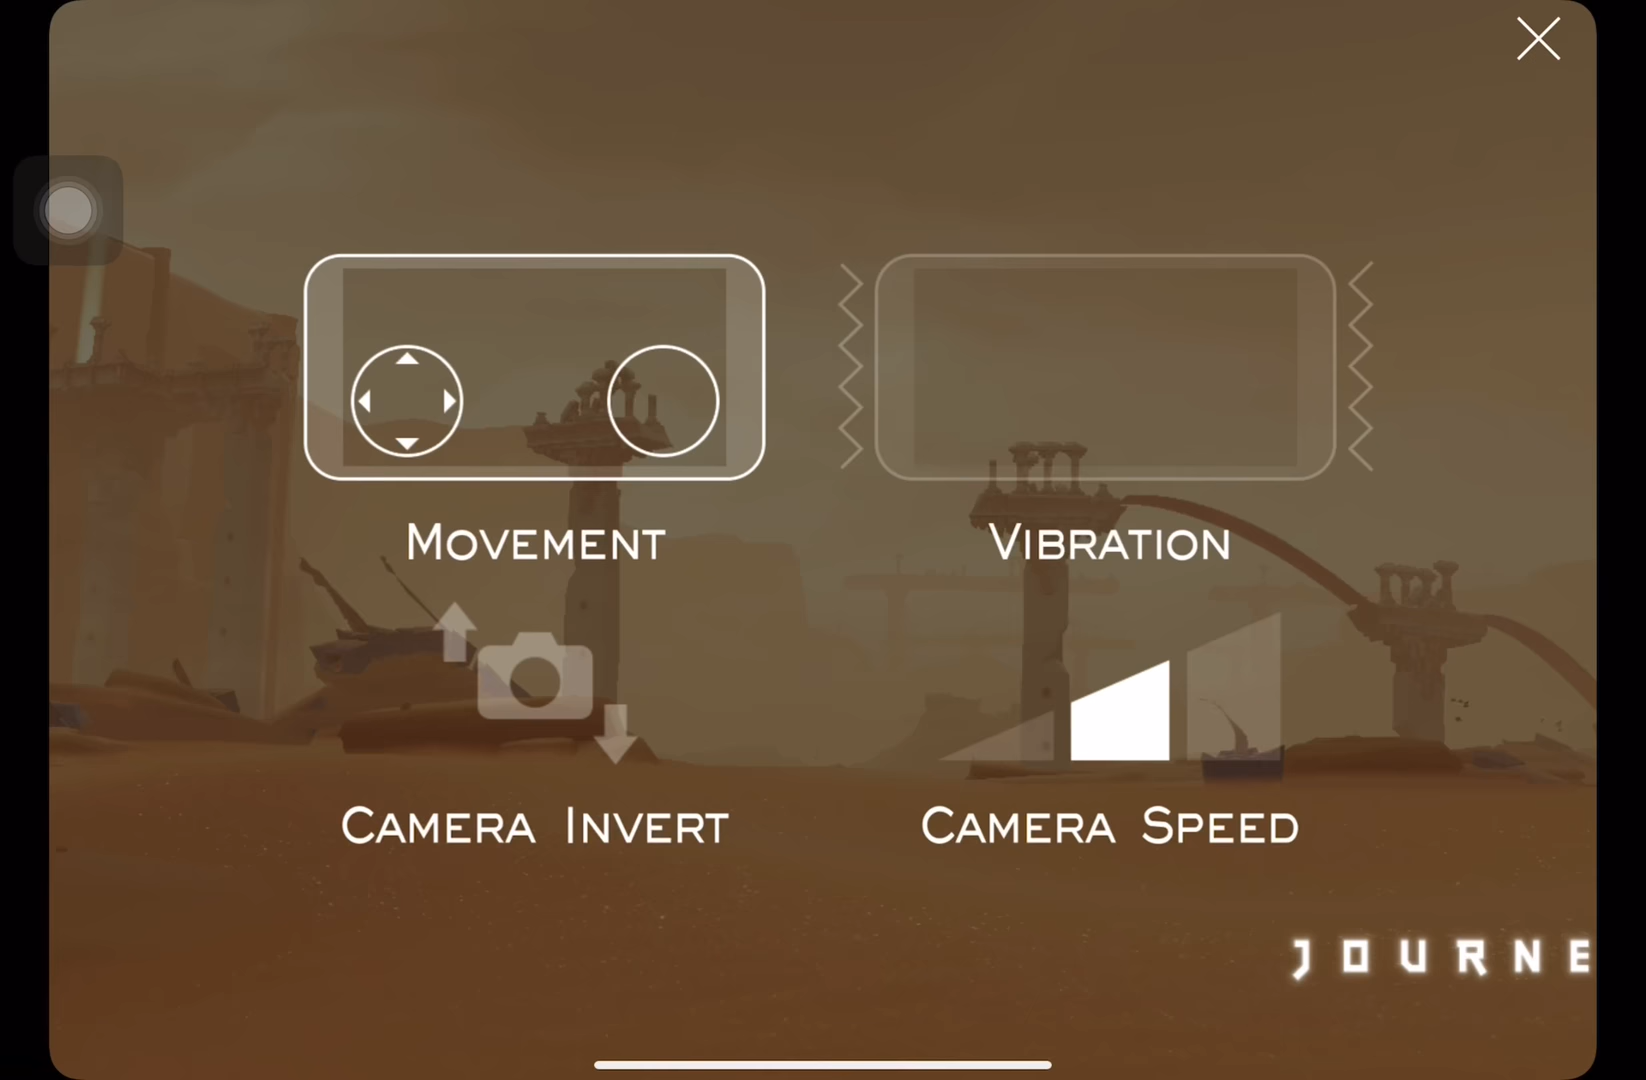 Movement
Vibration
Camera Invert
Camera Speed
JOURNE